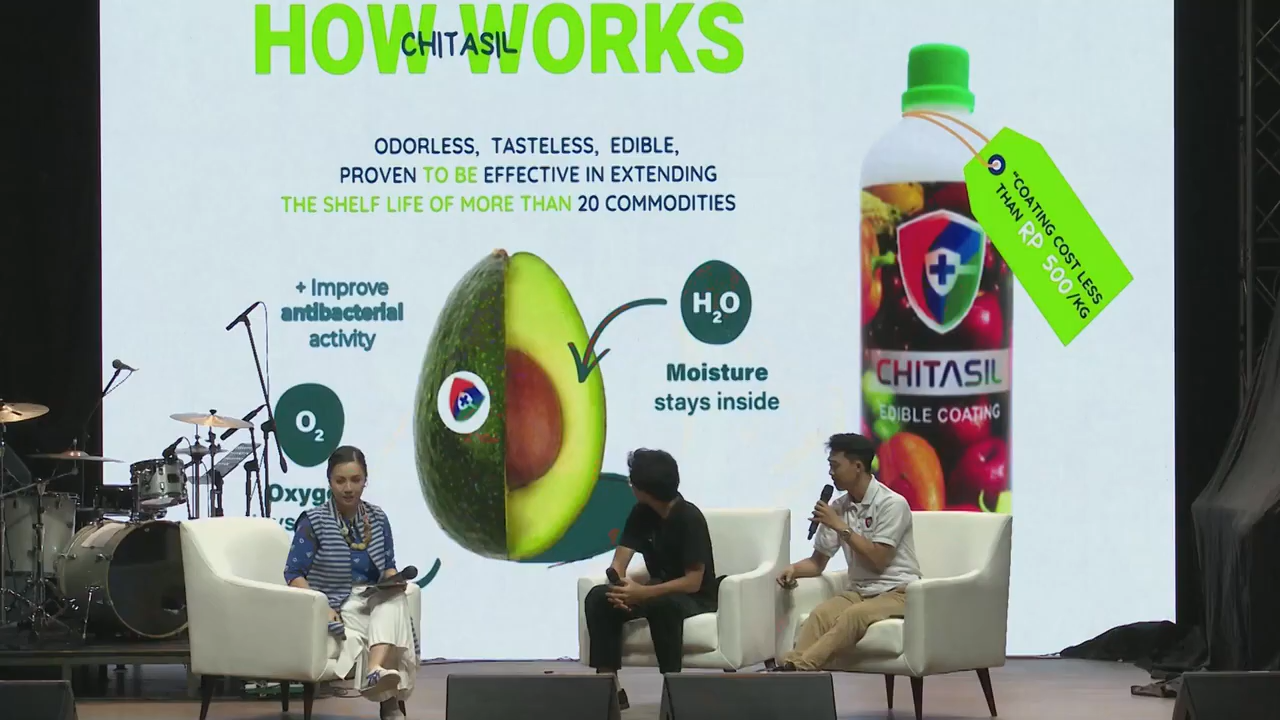 HOW WORKS
CHITASIL
ODORLESS, TASTELESS, EDIBLE,
PROVEN TO BE EFFECTIVE IN EXTENDING
THE SHELF LIFE OF MORE THAN 20 COMMODITIES
+ Improve
antibacterial
activity
O2
H2O
Moisture
stays inside
"COATING COST LESS
THAN RP 500/KG
CHITASIL
EDIBLE COATING